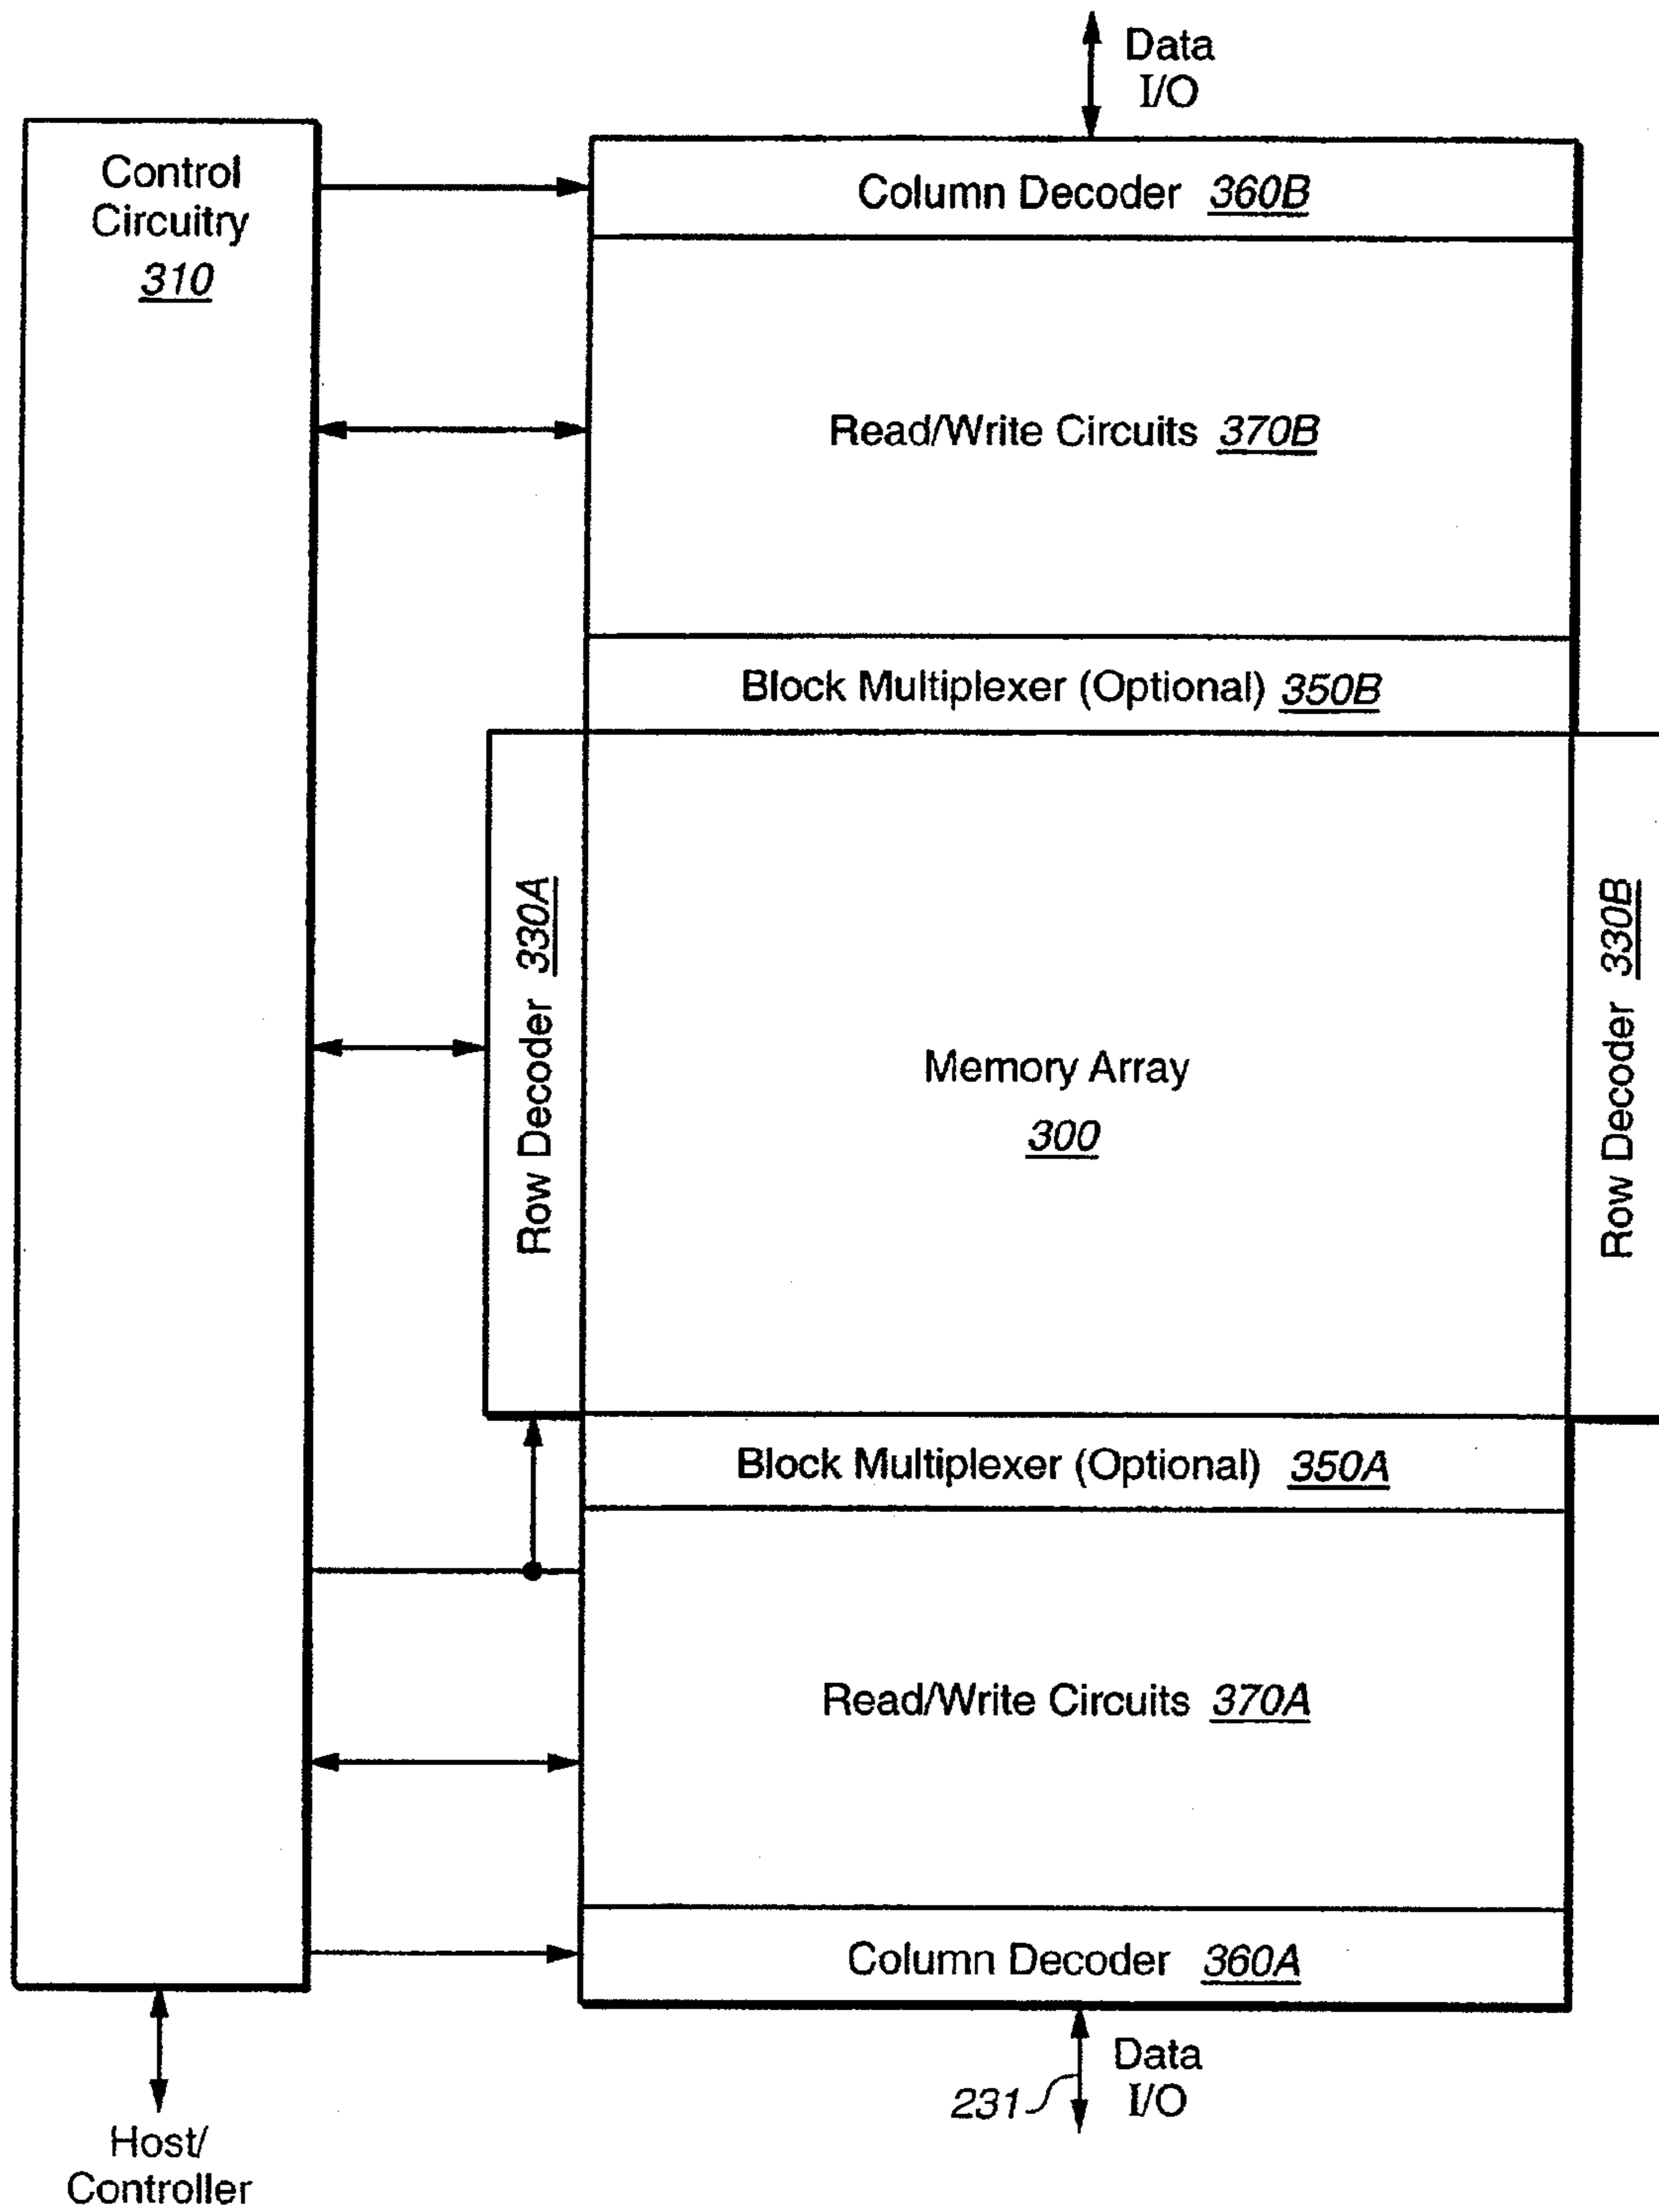 Data
I/O
Control
Circuitry
310
Column Decoder 360B
Read/Write Circuits 370B
Block Multiplexer (Optional) 350B
Row Decoder 330A
Memory Array
300
Row Decoder 330B
Block Multiplexer (Optional) 350A
Read/Write Circuits 370A
Column Decoder 360A
Data
I/O
231
Host/
Controller